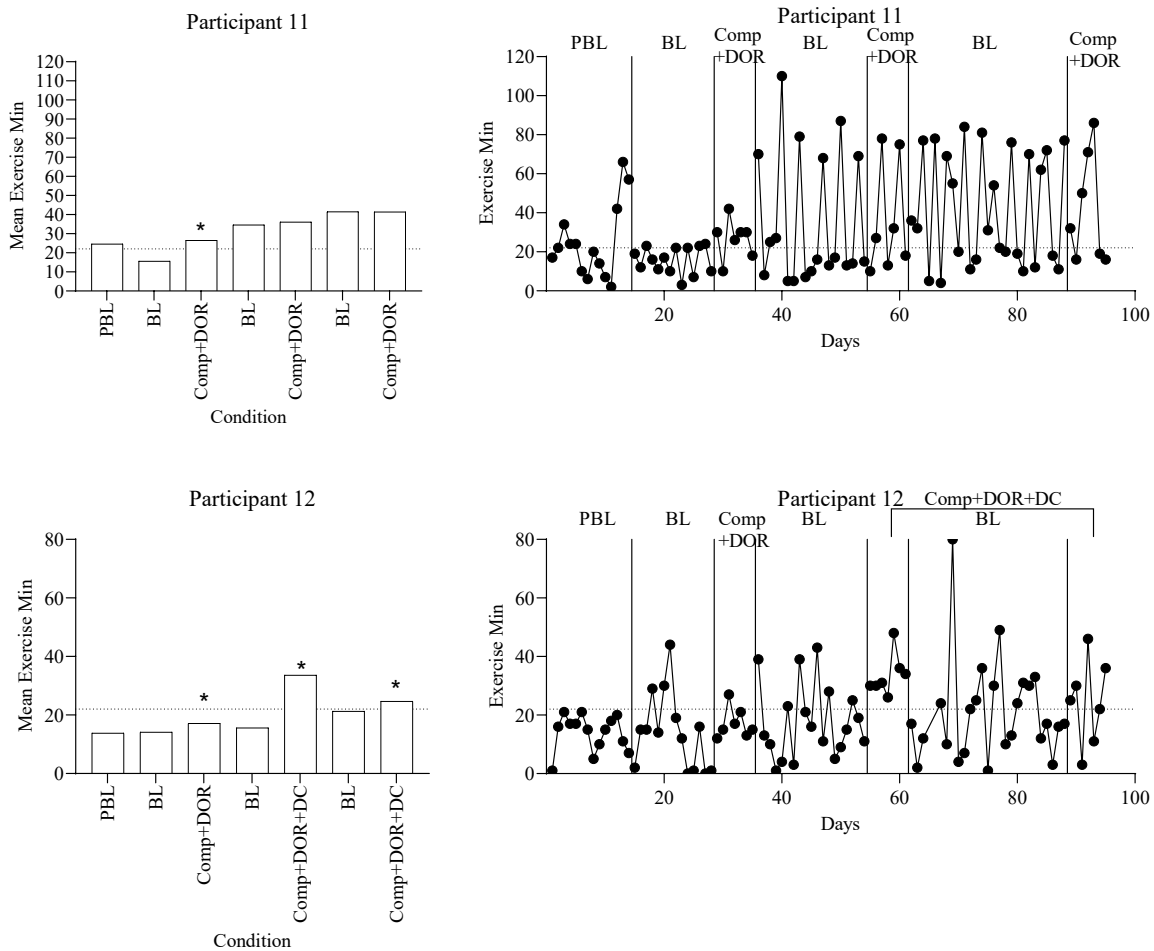 Participant 11
Mean Exercise Min
120
110
100
90
80
70
60
50
40
30
20
10
0
*
PBL
BL
Comp+DOR
BL
Comp+DOR
BL
Comp+DOR
Condition
Participant 11
PBL
BL
Comp
+DOR
BL
Comp
+DOR
BL
Comp
+DOR
Exercise Min
120
100
80
60
40
20
0
20
40
60
80
100
Days
Participant 12
Mean Exercise Min
80
60
40
20
0
*
*
*
PBL
BL
Comp+DOR
BL
Comp+DOR+DC
BL
Comp+DOR+DC
Condition
Participant 12
Comp+DOR+DC
PBL
BL
Comp
+DOR
BL
BL
Exercise Min
80
60
40
20
0
20
40
60
80
100
Days